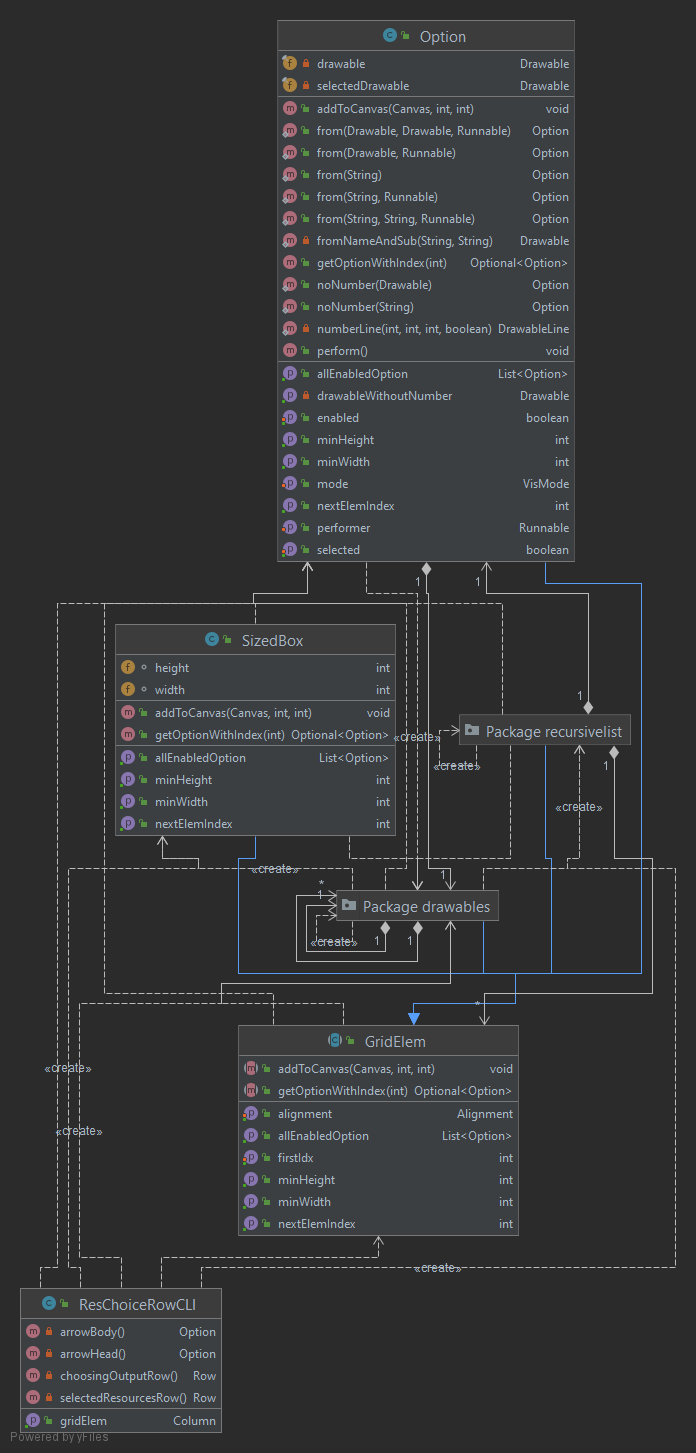 Option
drawable Drawable
selectedDrawable Drawable
addToCanvas(Canvas, int, int) void
from(Drawable, Drawable, Runnable) Option
from(Drawable, Runnable) Option
from(String) Option
from(String, Runnable) Option
from(String, String, Runnable) Option
fromNameAndSub(String, String) Drawable
getOptionWithIndex(int) Optional<Option>
noNumber(Drawable) Option
noNumber(String) Option
numberLine(int, int, int, boolean) DrawableLine
perform() void
allEnabledOption List<Option>
drawableWithoutNumber Drawable
enabled boolean
minHeight int
minWidth int
mode VisMode
nextElemIndex int
performer Runnable
selected boolean
1 1
SizedBox
height int
width int
addToCanvas(Canvas, int, int) void
getOptionWithIndex(int) Optional<Option>
allEnabledOption List<Option>
minHeight int
minWidth int
nextElemIndex int
1
Package recursivelist
«create»
«create»
1
«create»
«create»
1
*
1
Package drawables
«create»
1 1
*
GridElem
addToCanvas(Canvas, int, int) void
getOptionWithIndex(int) Optional<Option>
alignment Alignment
allEnabledOption List<Option>
firstIdx int
minHeight int
minWidth int
nextElemIndex int
«create»
«create»
«create»
ResChoiceRowCLI
arrowBody() Option
arrowHead() Option
choosingOutputRow() Row
selectedResourcesRow() Row
gridElem Column
Powered by yFiles